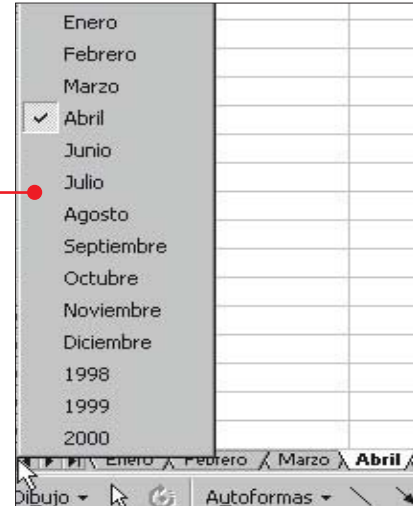 Enero
Febrero
Marzo
Abril
Junio
Julio
Agosto
Septiembre
Octubre
Noviembre
Diciembre
1998
1999
2000
Enero Febrero Marzo Abril
Dibujo Autoformas